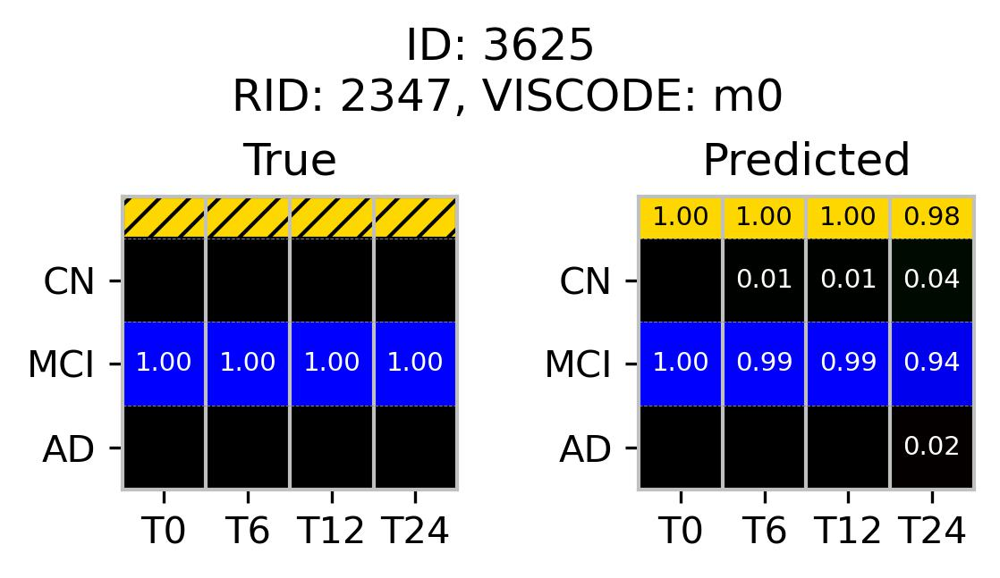 ID: 3625
RID: 2347, VISCODE: m0
True
CN
MCI 1.00 1.00 1.00 1.00
AD
T0 T6 T12 T24
Predicted
1.00 1.00 1.00 0.98
CN 0.01 0.01 0.04
MCI 1.00 0.99 0.99 0.94
AD 0.02
T0 T6 T12 T24